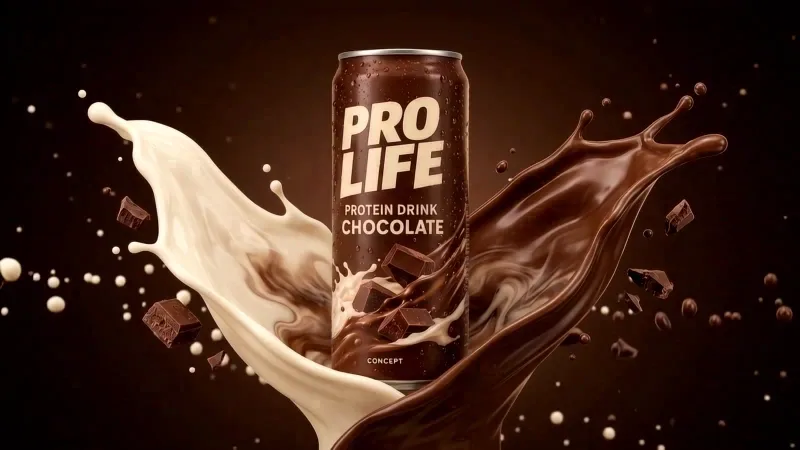 PRO
LIFE
PROTEIN DRINK
CHOCOLATE
CONCEPT